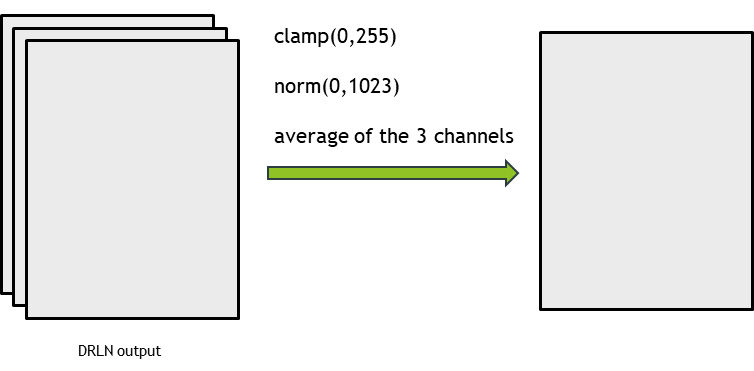 clamp(0,255)
norm(0,1023)
average of the 3 channels
DRLN output